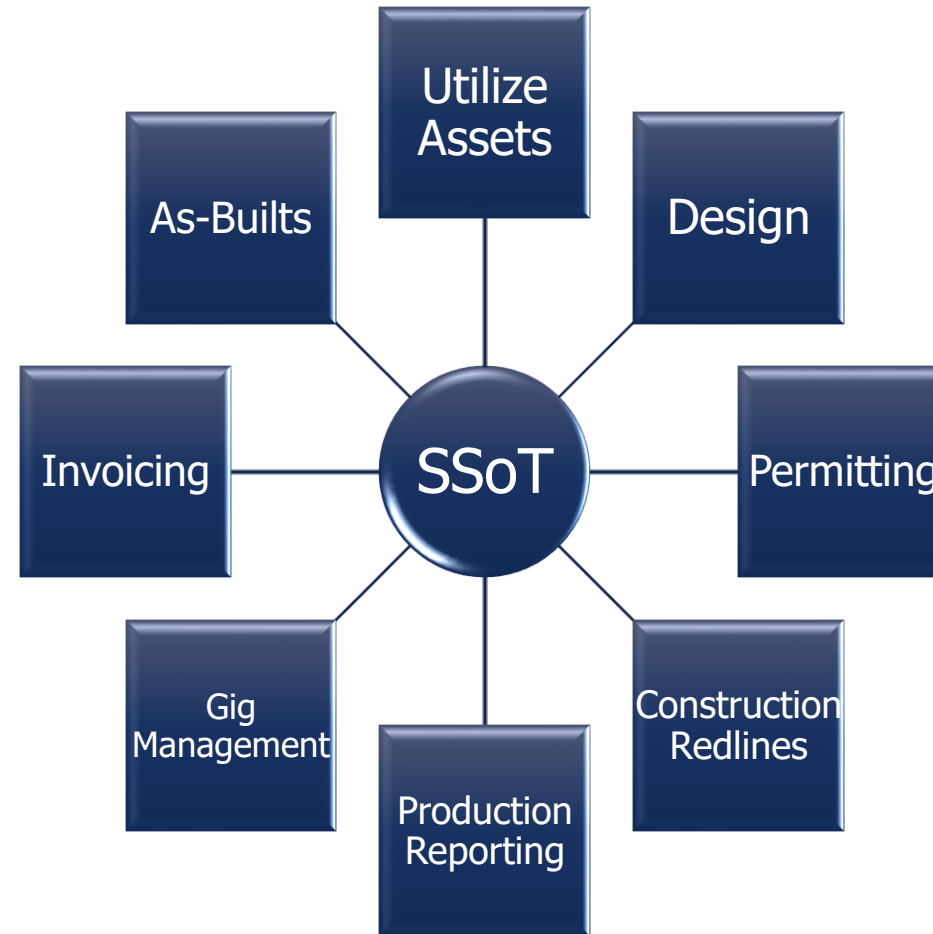 Utilize
Assets
As-Builts
Design
Invoicing
SSoT
Permitting
Gig
Management
Construction
Redlines
Production
Reporting